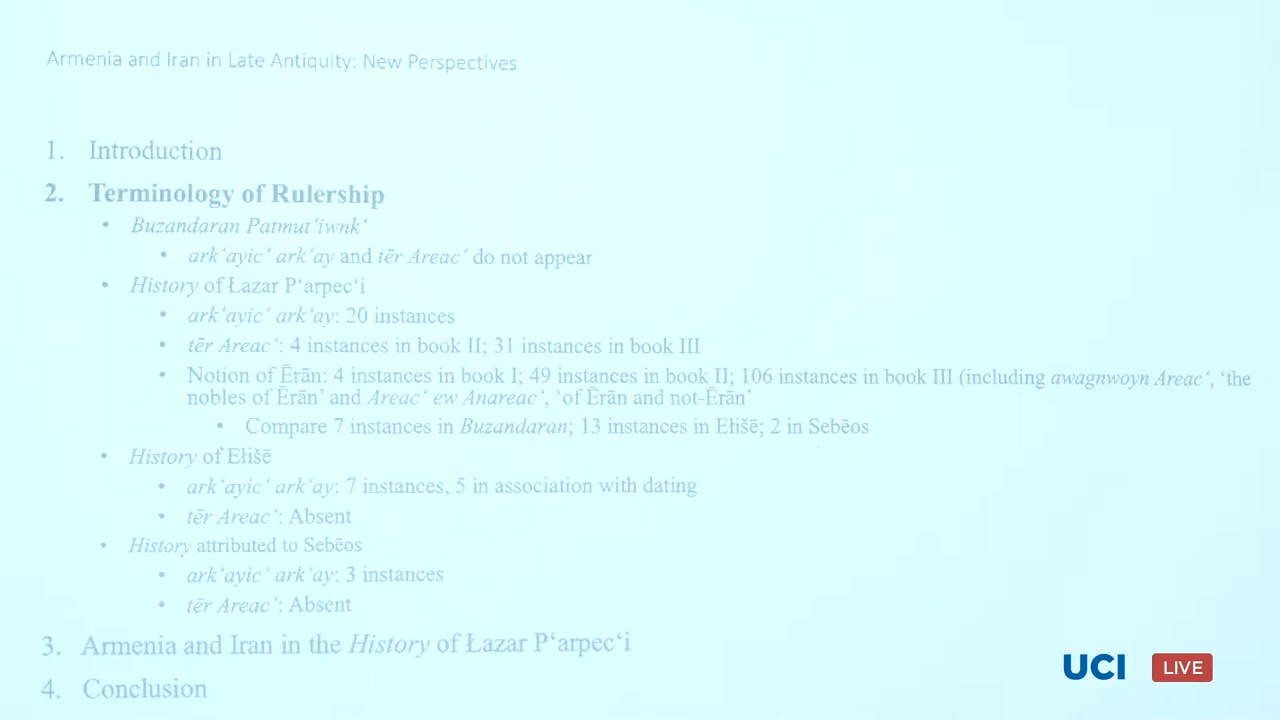 Armenia and Iran in Late Antiquity: New Perspectives
1. Introduction
2. Terminology of Rulership
• Buzandaran Patmut‘iwnk‘
• ark‘ayic‘ ark‘ay and tēr Areac‘ do not appear
• History of Łazar P‘arpec‘i
• ark‘ayic‘ ark‘ay: 20 instances
• tēr Areac‘: 4 instances in book II; 31 instances in book III
• Notion of Ērān: 4 instances in book I; 49 instances in book II; 106 instances in book III (including awagnwoyn Areac‘, ‘the
nobles of Ērān’ and Areac‘ ew Anareac‘, ‘of Ērān and not-Ērān’
• Compare 7 instances in Buzandaran; 13 instances in Ełišē; 2 in Sebēos
• History of Ełišē
• ark‘ayic‘ ark‘ay: 7 instances, 5 in association with dating
• tēr Areac‘: Absent
• History attributed to Sebēos
• ark‘ayic‘ ark‘ay: 3 instances
• tēr Areac‘: Absent
3. Armenia and Iran in the History of Łazar P‘arpec‘i
4. Conclusion
UCI LIVE